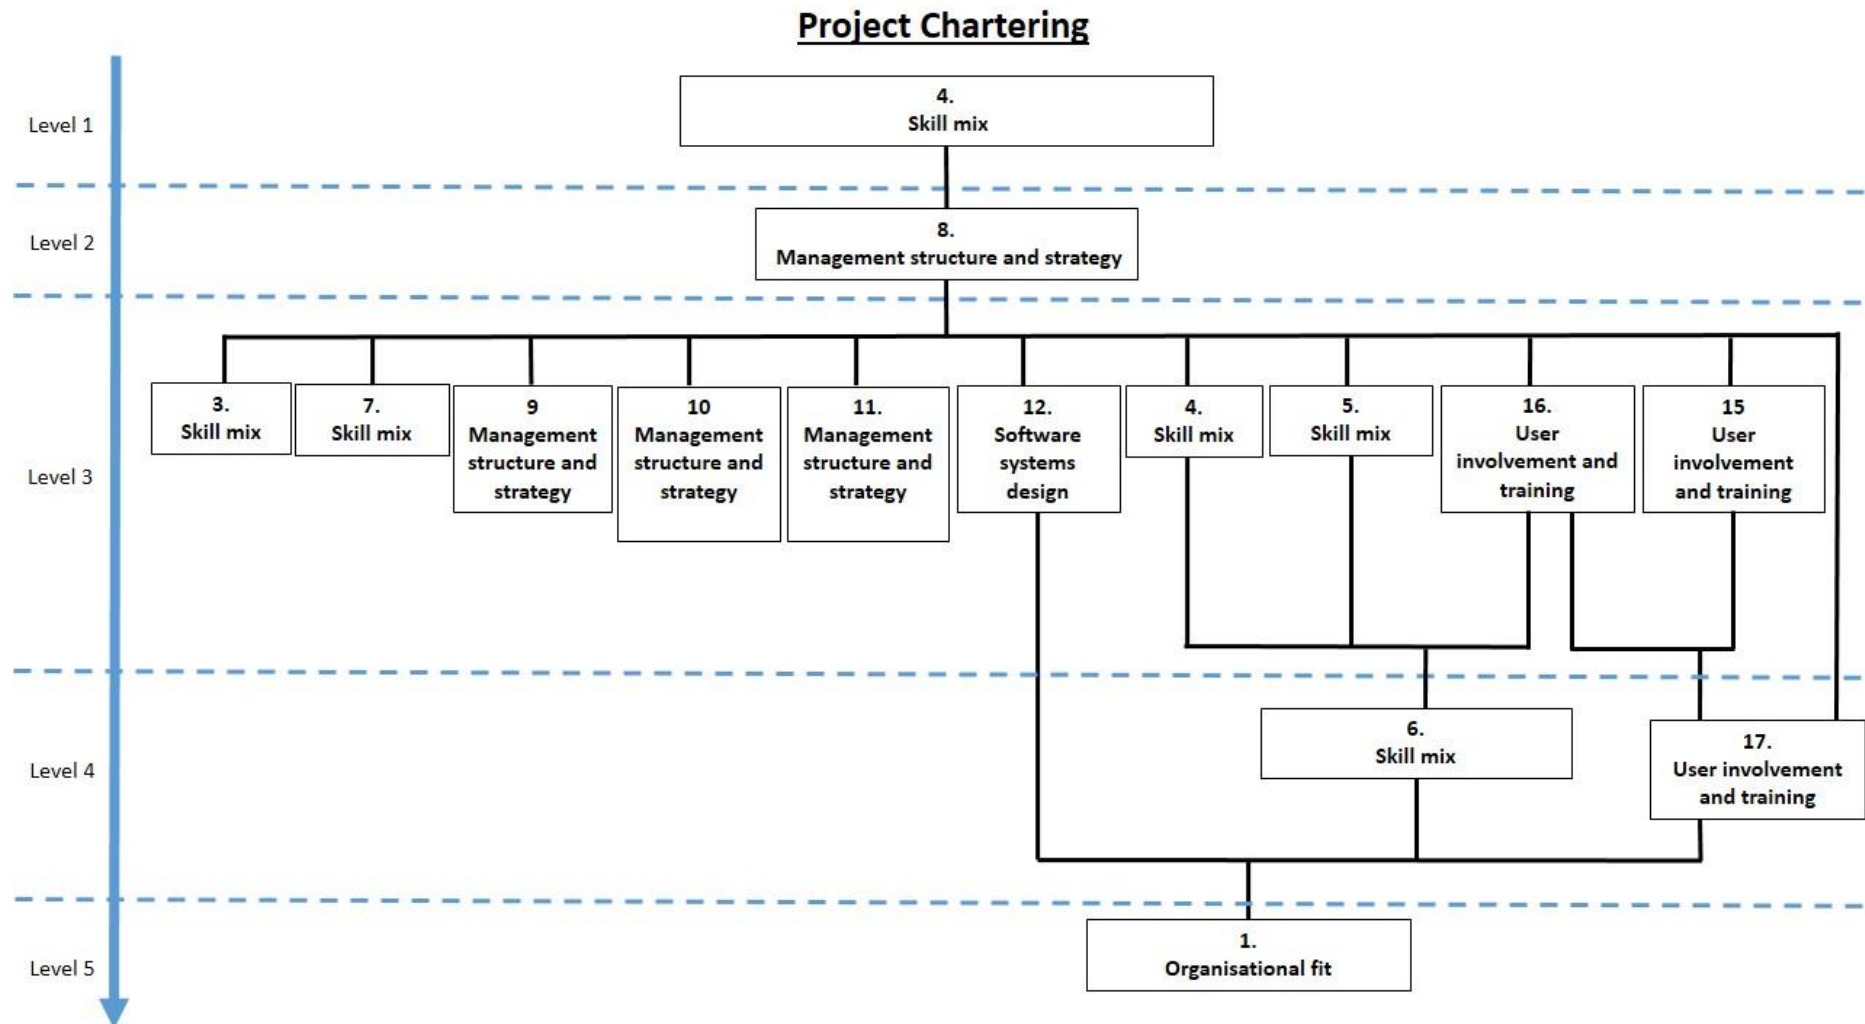 Project Chartering
Level 1
4.
Skill mix
Level 2
8.
Management structure and strategy
Level 3
3.
Skill mix
7.
Skill mix
9
Management
structure and
strategy
10
Management
structure and
strategy
11.
Management
structure and
strategy
12.
Software
systems
design
4.
Skill mix
5.
Skill mix
16.
User
involvement and
training
15
User
involvement
and training
Level 4
6.
Skill mix
17.
User involvement
and training
Level 5
1.
Organisational fit